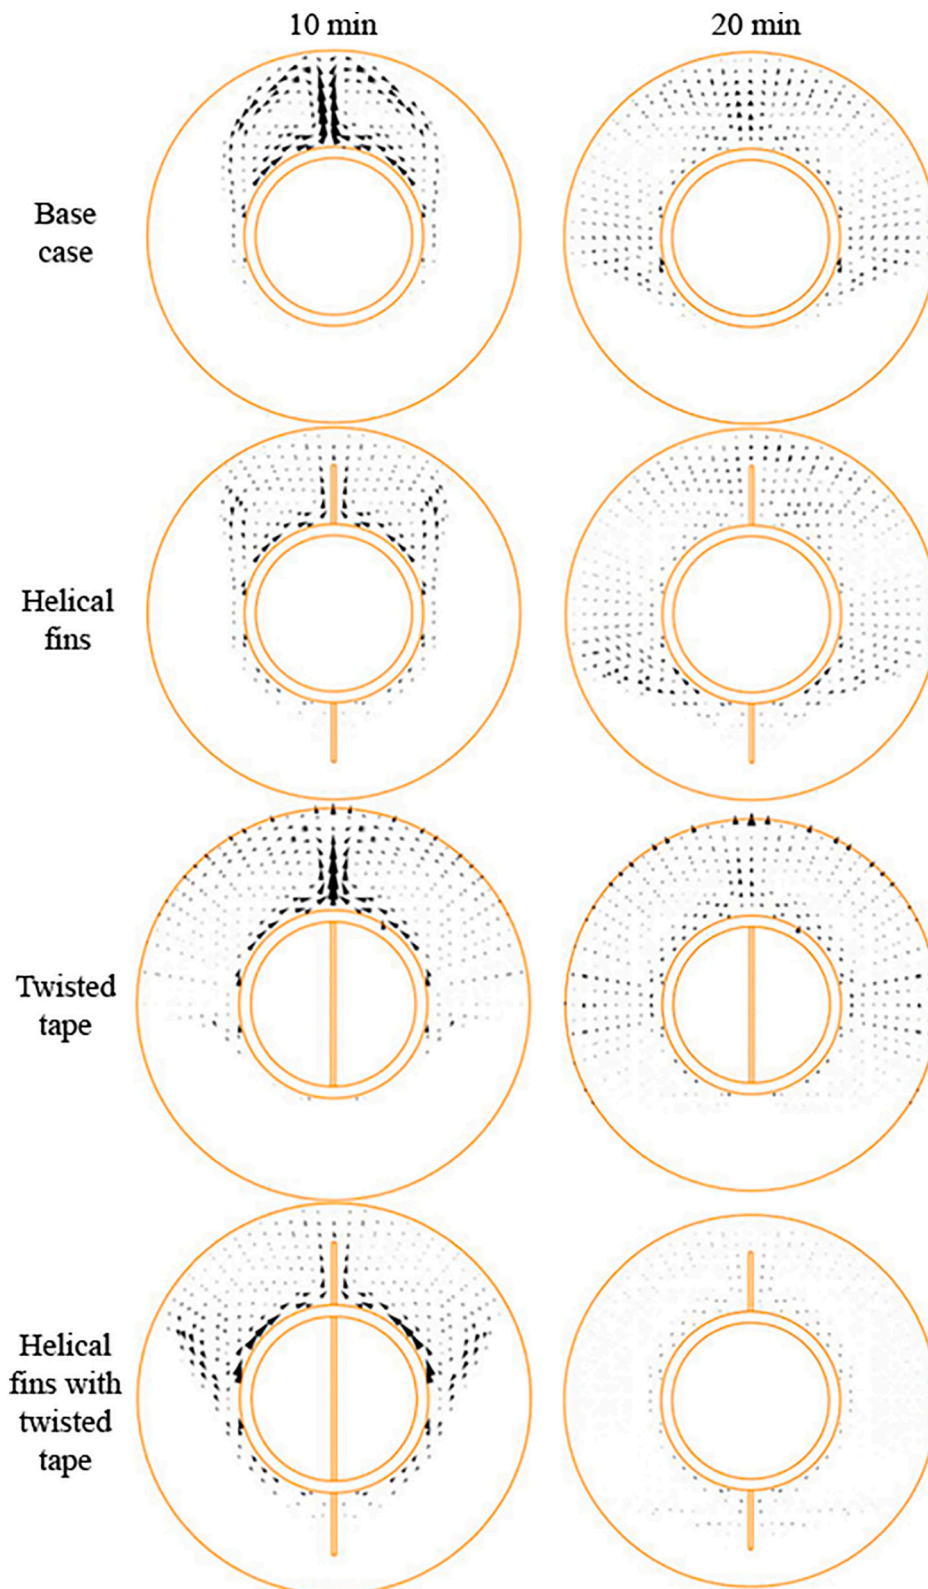 10 min
20 min
Base
case
Helical
fins
Twisted
tape
Helical
fins with
twisted
tape